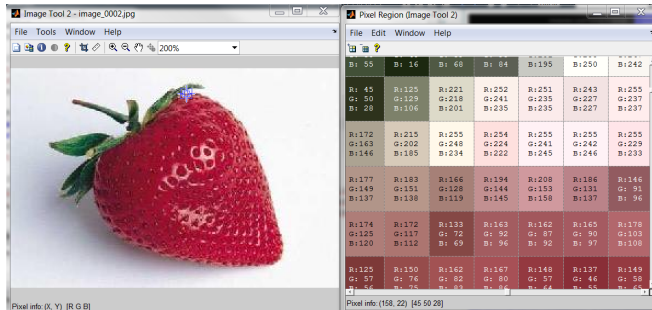 Image Tool 2 - image_0002.jpg
File Tools Window Help
200%
Pixel info: (X, Y) [R G B]
Pixel Region (Image Tool 2)
File Edit Window Help
B: 55 B: 16 B: 68 B: 84 B:195 B:250 B:242
R: 45 R:125 R:221 R:252 R:251 R:243 R:255
G: 50 G:129 G:218 G:241 G:235 G:227 G:237
B: 28 B:106 B:201 B:235 B:235 B:227 B:237
R:172 R:215 R:255 R:254 R:255 R:255 R:255
G:163 G:202 G:248 G:224 G:241 G:242 G:229
B:146 B:185 B:234 B:222 B:245 B:246 B:233
R:177 R:183 R:166 R:194 R:208 R:186 R:146
G:149 G:151 G:128 G:144 G:153 G:131 G: 91
B:137 B:138 B:119 B:145 B:158 B:137 B: 96
R:174 R:172 R:133 R:163 R:162 R:165 R:178
G:125 G:117 G: 72 G: 92 G: 87 G: 90 G:103
B:120 B:112 B: 69 B: 96 B: 92 B: 97 B:108
R:125 R:150 R:162 R:167 R:148 R:137 R:149
G: 57 G: 76 G: 82 G: 80 G: 57 G: 46 G: 58
Pixel info: (158, 22) [45 50 28]